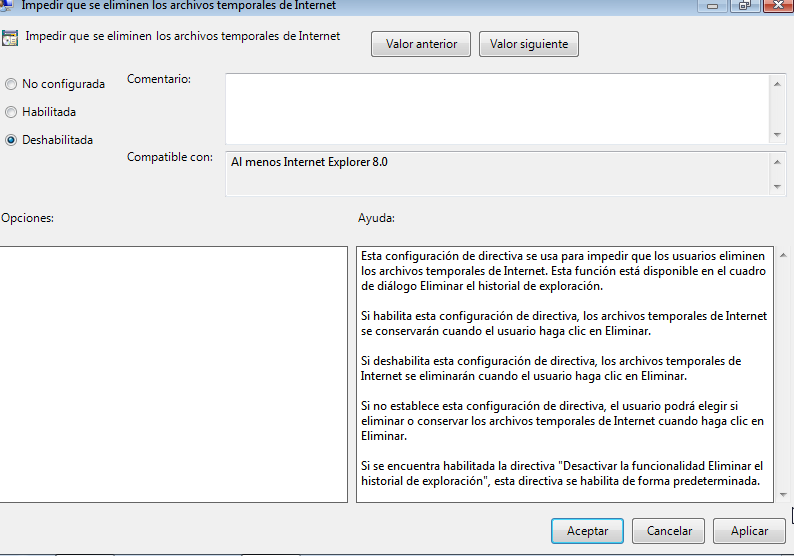 Impedir que se eliminen los archivos temporales de Internet
Impedir que se eliminen los archivos temporales de Internet
Valor anterior
Valor siguiente
No configurada
Habilitada
Deshabilitada
Comentario:
Compatible con:
Al menos Internet Explorer 8.0
Opciones:
Ayuda:
Esta configuración de directiva se usa para impedir que los usuarios eliminen
los archivos temporales de Internet. Esta función está disponible en el cuadro
de diálogo Eliminar el historial de exploración.
Si habilita esta configuración de directiva, los archivos temporales de Internet
se conservarán cuando el usuario haga clic en Eliminar.
Si deshabilita esta configuración de directiva, los archivos temporales de
Internet se eliminarán cuando el usuario haga clic en Eliminar.
Si no establece esta configuración de directiva, el usuario podrá elegir si
eliminar o conservar los archivos temporales de Internet cuando haga clic en
Eliminar.
Si se encuentra habilitada la directiva "Desactivar la funcionalidad Eliminar el
historial de exploración", esta directiva se habilita de forma predeterminada.
Aceptar
Cancelar
Aplicar